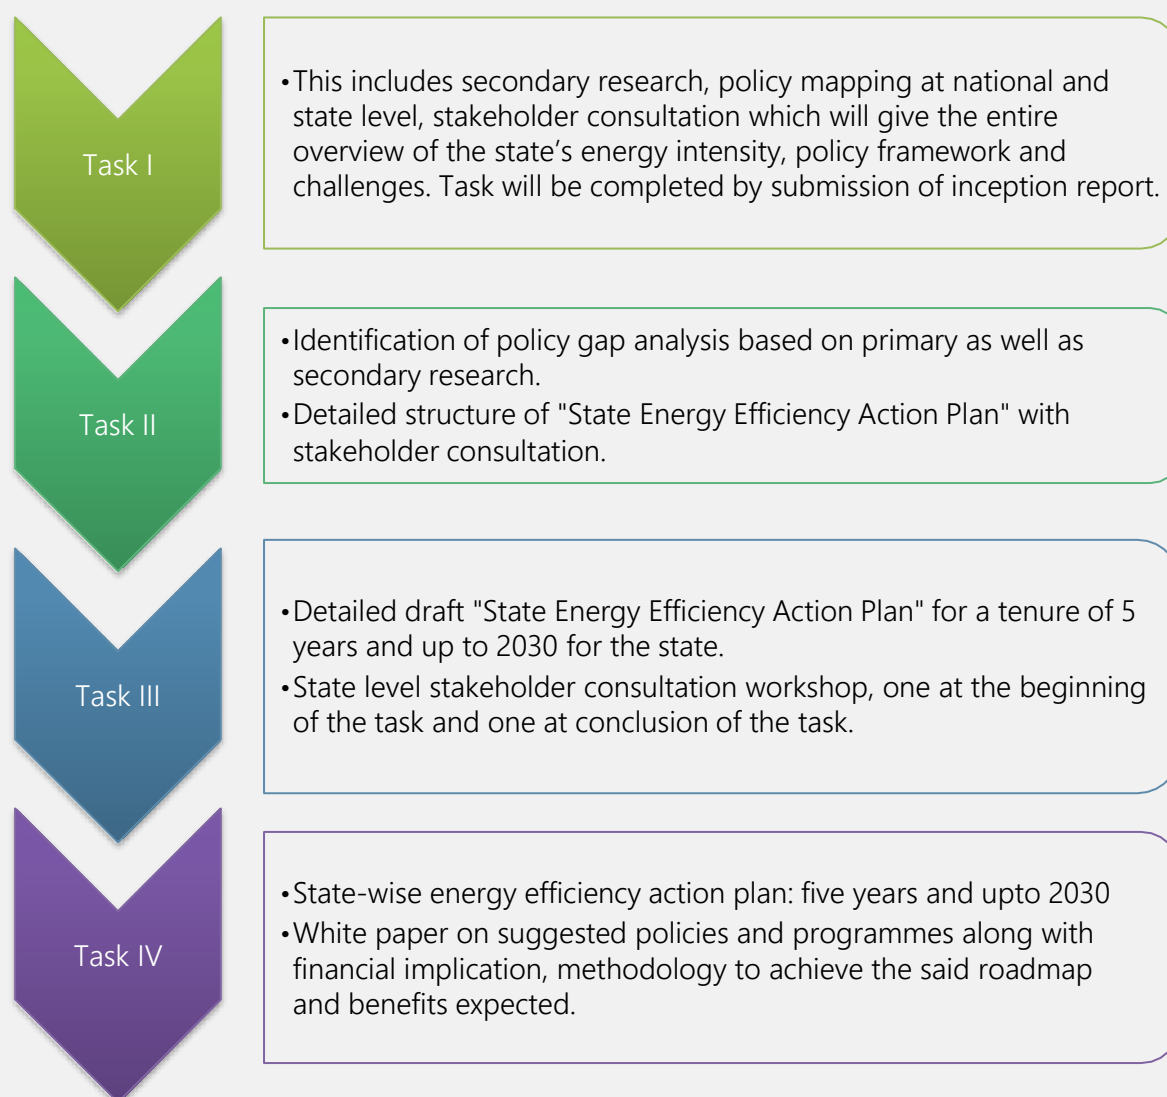 Task I
•This includes secondary research, policy mapping at national and
state level, stakeholder consultation which will give the entire
overview of the state’s energy intensity, policy framework and
challenges. Task will be completed by submission of inception report.
Task II
•Identification of policy gap analysis based on primary as well as
secondary research.
•Detailed structure of "State Energy Efficiency Action Plan" with
stakeholder consultation.
Task III
•Detailed draft "State Energy Efficiency Action Plan" for a tenure of 5
years and up to 2030 for the state.
•State level stakeholder consultation workshop, one at the beginning
of the task and one at conclusion of the task.
Task IV
•State-wise energy efficiency action plan: five years and upto 2030
•White paper on suggested policies and programmes along with
financial implication, methodology to achieve the said roadmap
and benefits expected.